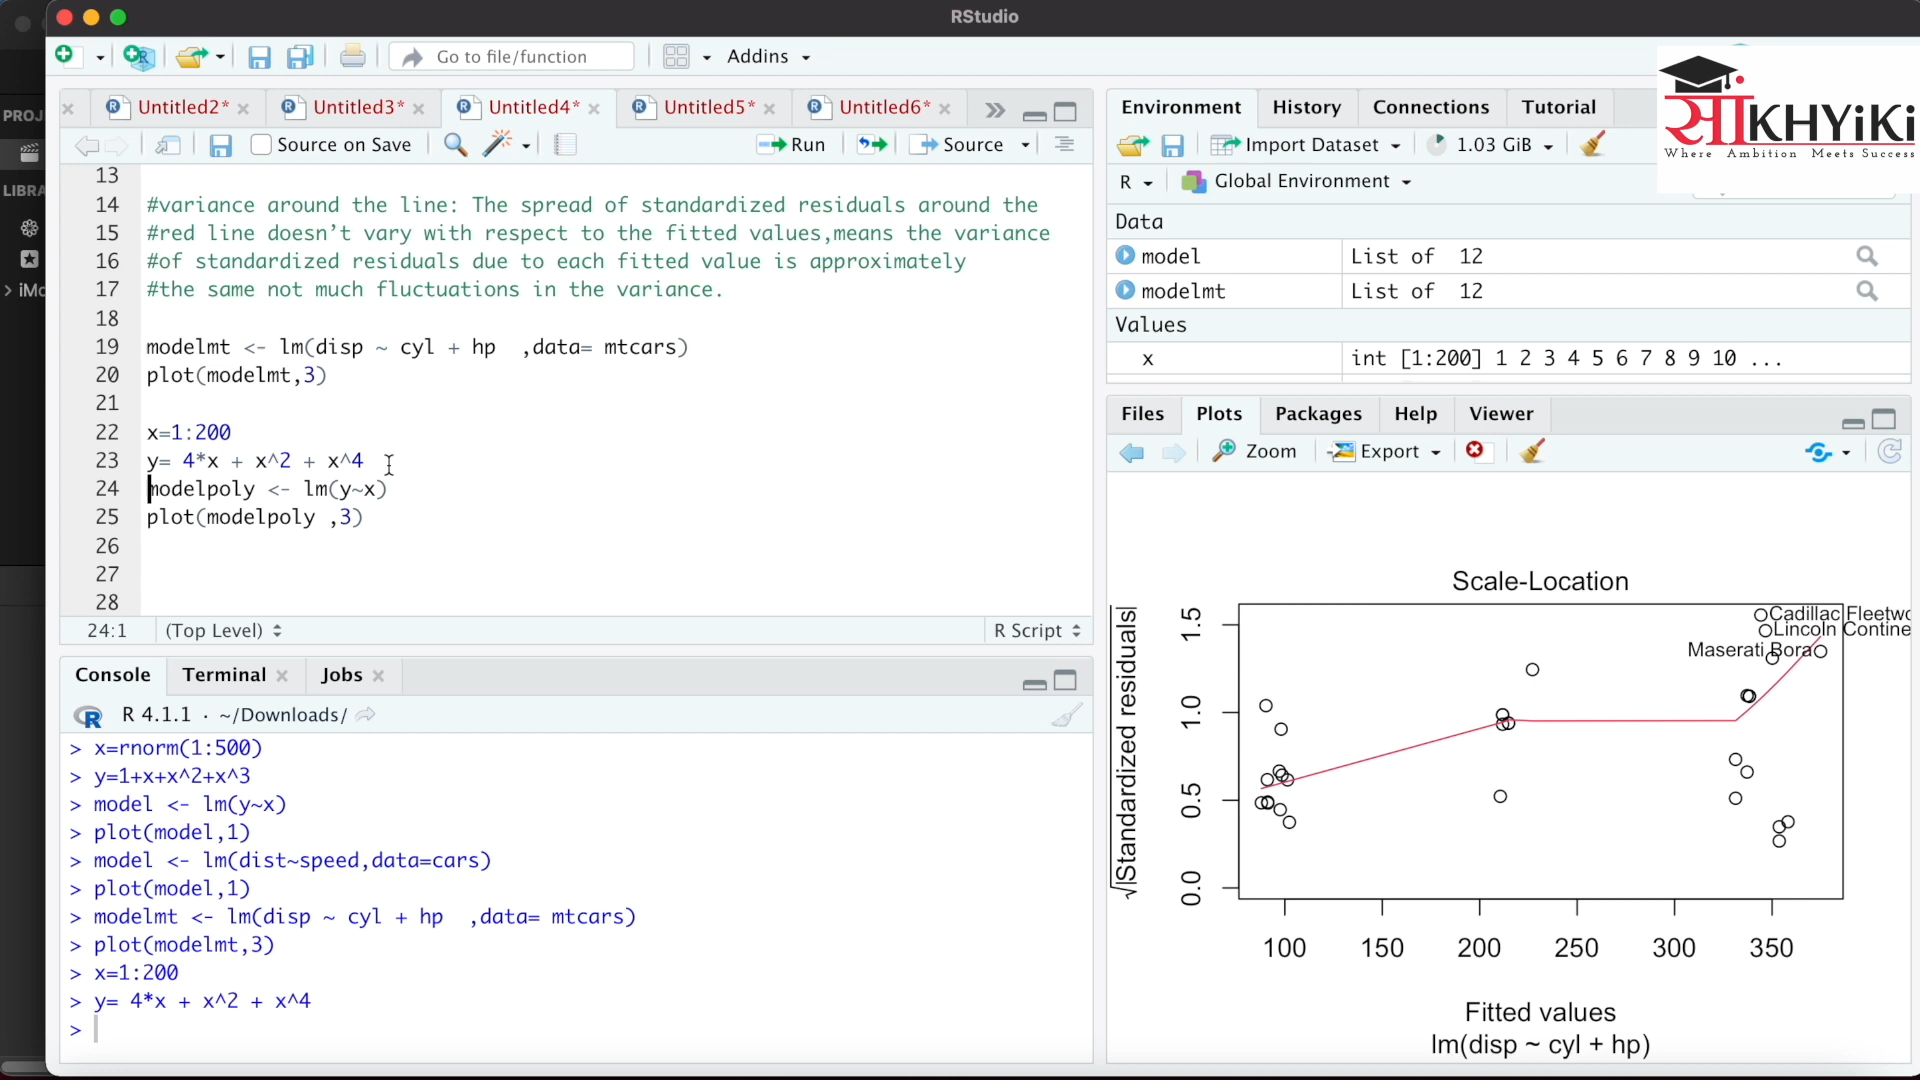 RStudio
Go to file/function
Addins
साँKHYiKi
Where Ambition Meets Success
PROJ
LIBRA
iMo
Untitled2*
Untitled3*
Untitled4*
Untitled5*
Untitled6*
Source on Save
Run
Source
13
14 #variance around the line: The spread of standardized residuals around the
15 #red line doesn’t vary with respect to the fitted values,means the variance
16 #of standardized residuals due to each fitted value is approximately
17 #the same not much fluctuations in the variance.
18
19 modelmt <- lm(disp ~ cyl + hp  ,data= mtcars)
20 plot(modelmt,3)
21
22 x=1:200
23 y= 4*x + x^2 + x^4
24 modelpoly <- lm(y~x)
25 plot(modelpoly ,3)
26
27
28
24:1 (Top Level) R Script
Console Terminal Jobs
R 4.1.1 · ~/Downloads/
> x=rnorm(1:500)
> y=1+x+x^2+x^3
> model <- lm(y~x)
> plot(model,1)
> model <- lm(dist~speed,data=cars)
> plot(model,1)
> modelmt <- lm(disp ~ cyl + hp  ,data= mtcars)
> plot(modelmt,3)
> x=1:200
> y= 4*x + x^2 + x^4
>
Environment History Connections Tutorial
Import Dataset 1.03 GiB
R Global Environment
Data
model List of 12
modelmt List of 12
Values
x int [1:200] 1 2 3 4 5 6 7 8 9 10 ...
Files Plots Packages Help Viewer
Zoom Export
Scale-Location
Cadillac Fleetwo
Lincoln Contine
Maserati Bora
√|Standardized residuals|
1.5
1.0
0.5
0.0
100 150 200 250 300 350
Fitted values
lm(disp ~ cyl + hp)